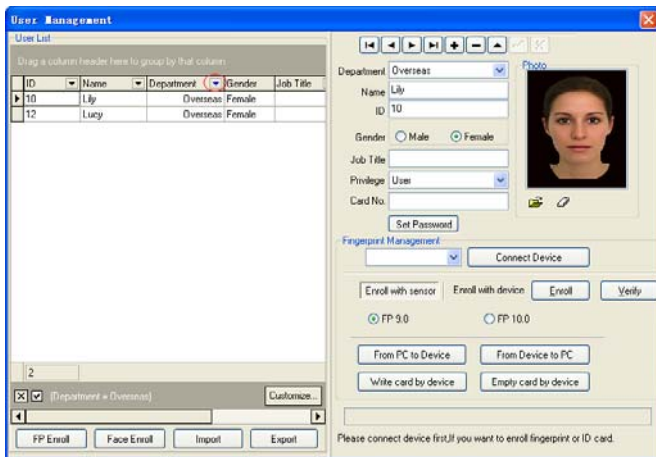 User Management
User List
Drag a column header here to group by that column
ID Name Department Gender Job Title
10 Lily Overseas Female
12 Lucy Overseas Female
2
(Department = Overseas)
Customize...
FP Enroll Face Enroll Import Export
Department Overseas
Name Lily
ID 10
Gender Male Female
Job Title
Privilege User
Card No.
Set Password
Photo
Fingerprint Management
Connect Device
Enroll with sensor Enroll with device Enroll Verify
FP 9.0 FP 10.0
From PC to Device From Device to PC
Write card by device Empty card by device
Please connect device first,If you want to enroll fingerprint or ID card.